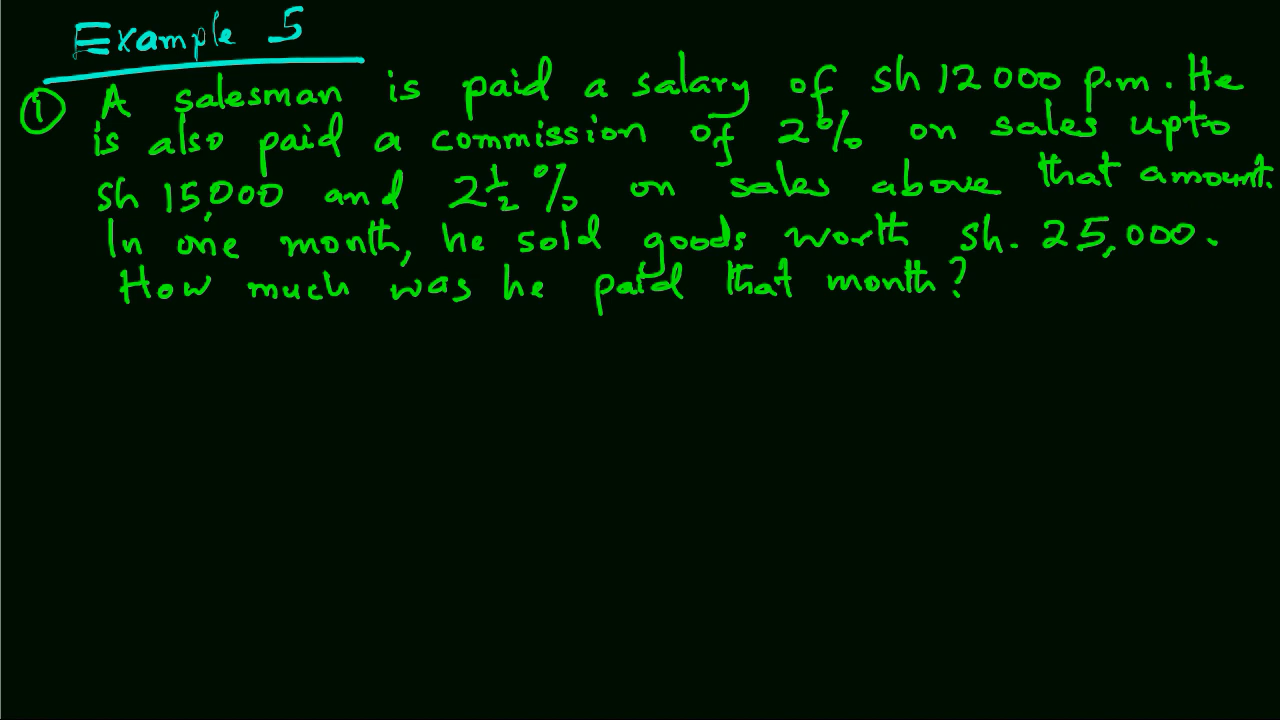 Example 5
① A salesman is paid a salary of sh 12000 p.m. He
is also paid a commission of 2% on sales upto
sh 15,000 and 2½% on sales above that amount.
In one month, he sold goods worth sh. 25,000.
How much was he paid that month?